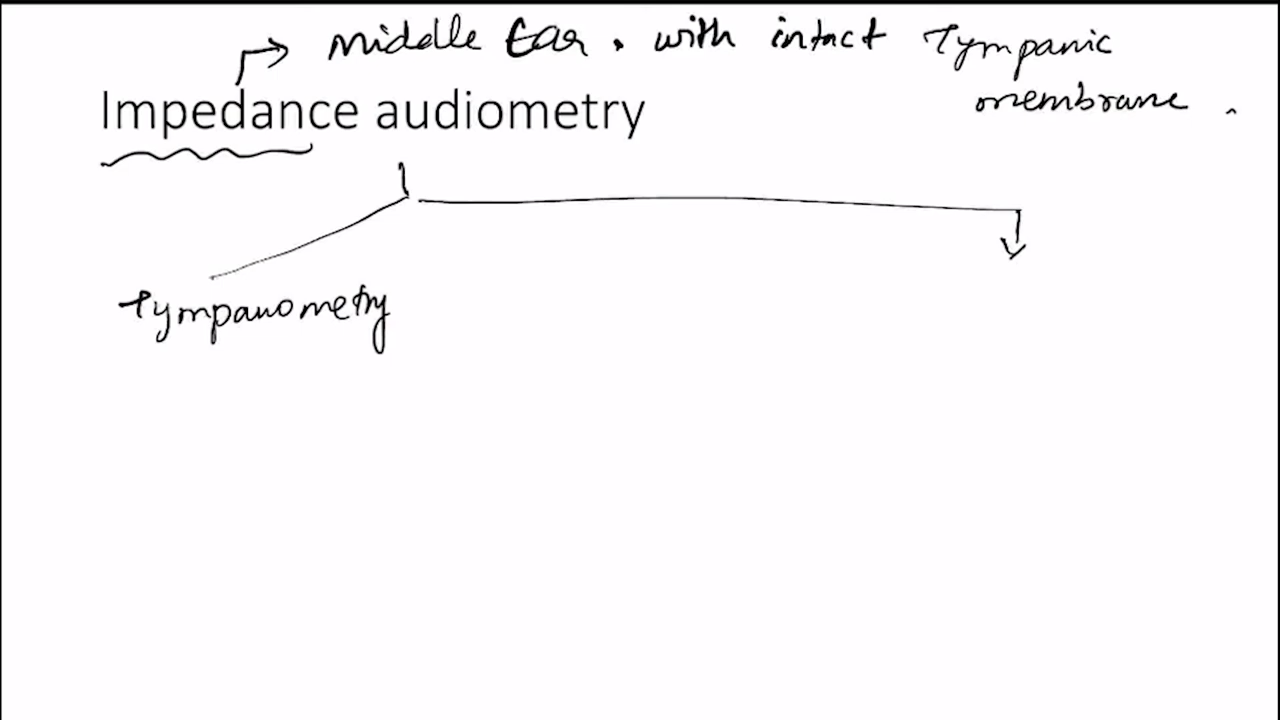 middle Ear. with intact Tympanic
membrane.
Impedance audiometry
Tympanometry